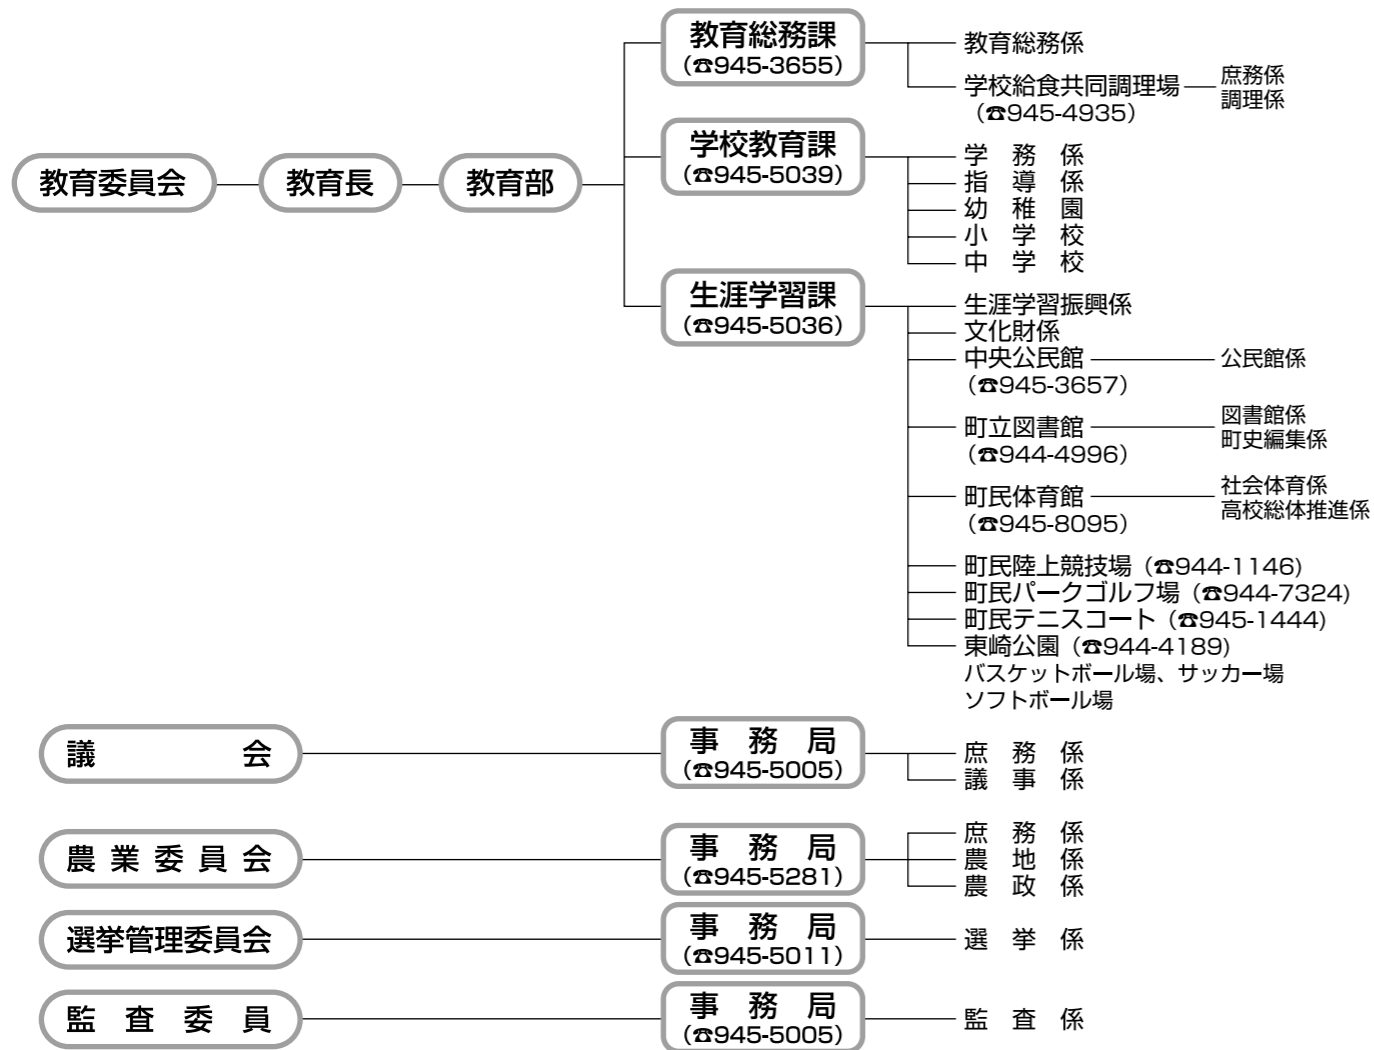 教育委員会
教育長
教育部
教育総務課
(☎945-3655)
教育総務係
学校給食共同調理場
(☎945-4935)
庶務係
調理係
学校教育課
(☎945-5039)
学 務 係
指 導 係
幼 稚 園
小 学 校
中 学 校
生涯学習課
(☎945-5036)
生涯学習振興係
文化財係
中央公民館
(☎945-3657)
公民館係
町立図書館
(☎944-4996)
図書館係
町史編集係
町民体育館
(☎945-8095)
社会体育係
高校総体推進係
町民陸上競技場(☎944-1146)
町民パークゴルフ場(☎944-7324)
町民テニスコート(☎945-1444)
東崎公園(☎944-4189)
バスケットボール場、サッカー場
ソフトボール場
議 会
事 務 局
(☎945-5005)
庶 務 係
議 事 係
農 業 委 員 会
事 務 局
(☎945-5281)
庶 務 係
農 地 係
農 政 係
選挙管理委員会
事 務 局
(☎945-5011)
選 挙 係
監 査 委 員
事 務 局
(☎945-5005)
監 査 係